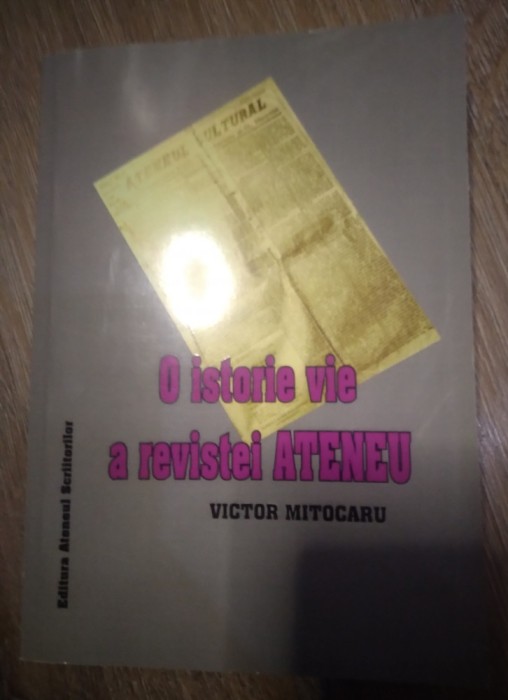 ATENEUL CULTURAL
O istorie vie
a revistei ATENEU
VICTOR MITOCARU
Editura Ateneul Scriitorilor